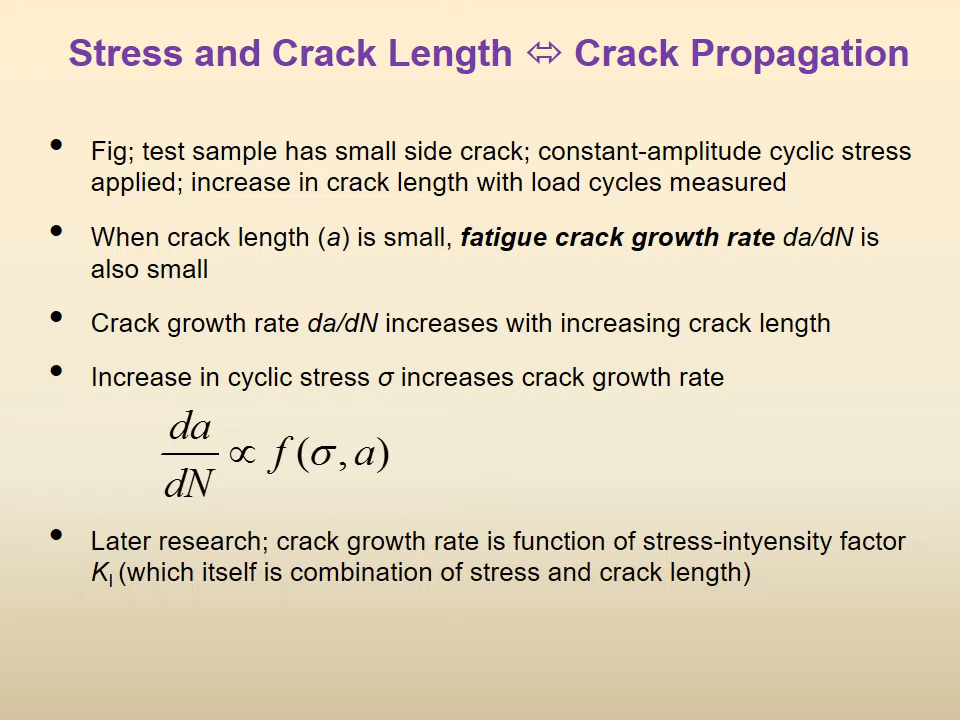 Stress and Crack Length ⬄ Crack Propagation
• Fig; test sample has small side crack; constant-amplitude cyclic stress
applied; increase in crack length with load cycles measured
• When crack length (a) is small, fatigue crack growth rate da/dN is
also small
• Crack growth rate da/dN increases with increasing crack length
• Increase in cyclic stress σ increases crack growth rate
da/dN ∝ f(σ, a)
• Later research; crack growth rate is function of stress-intyensity factor
K_I (which itself is combination of stress and crack length)